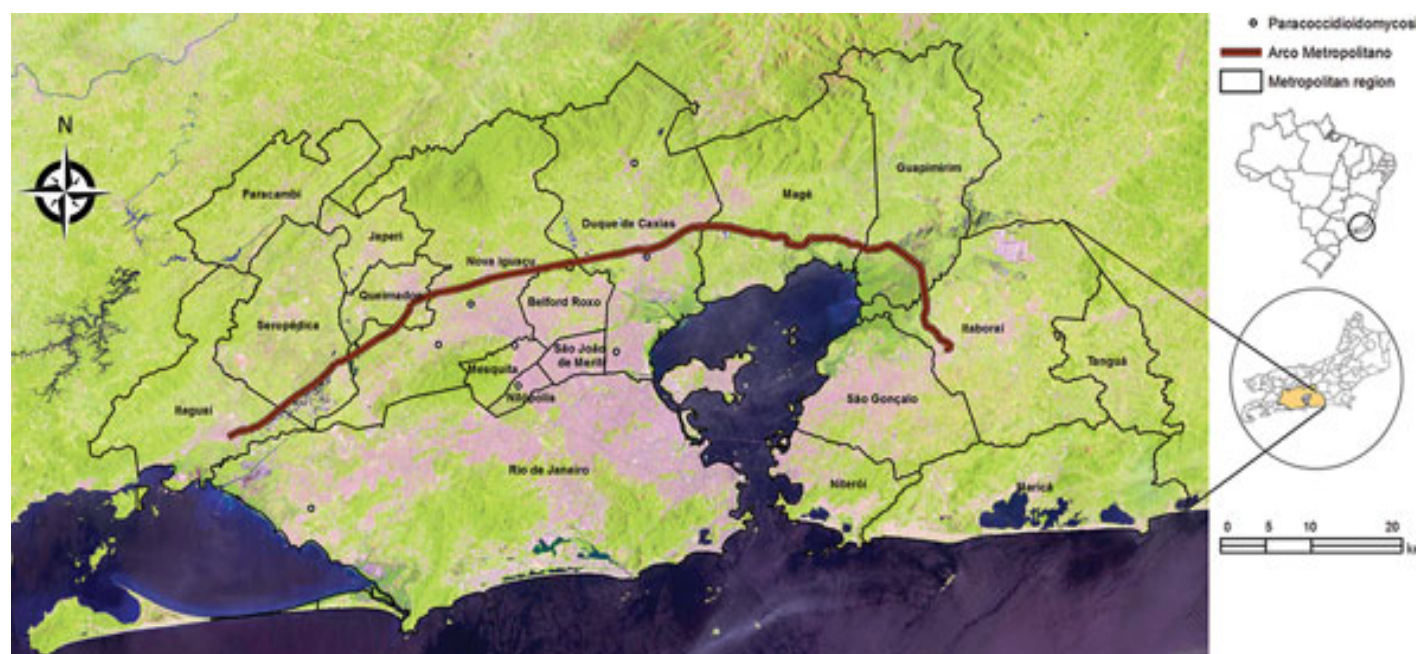 Paracoccidioidomycosi
Arco Metropolitano
Metropolitan region
N
Paracambi
Guapimirim
Magé
Duque de Caxias
Japeri
Nova Iguaçu
Queimados
Belford Roxo
Seropédica
Itaboraí
São João
de Meriti
Mesquita
Tanguá
Nilópolis
Itaguaí
São Gonçalo
Rio de Janeiro
Niterói
Maricá
0 5 10 20